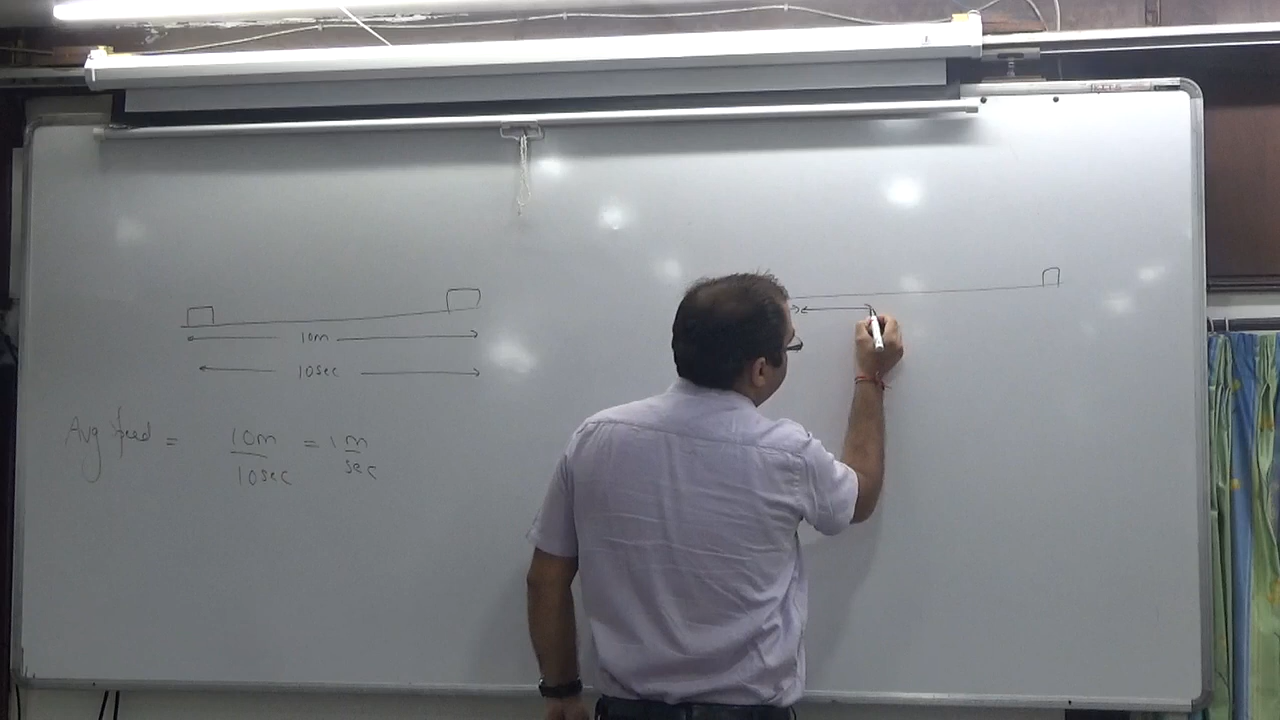 10m
10sec
Avg speed = 10m = 1 m
10sec sec